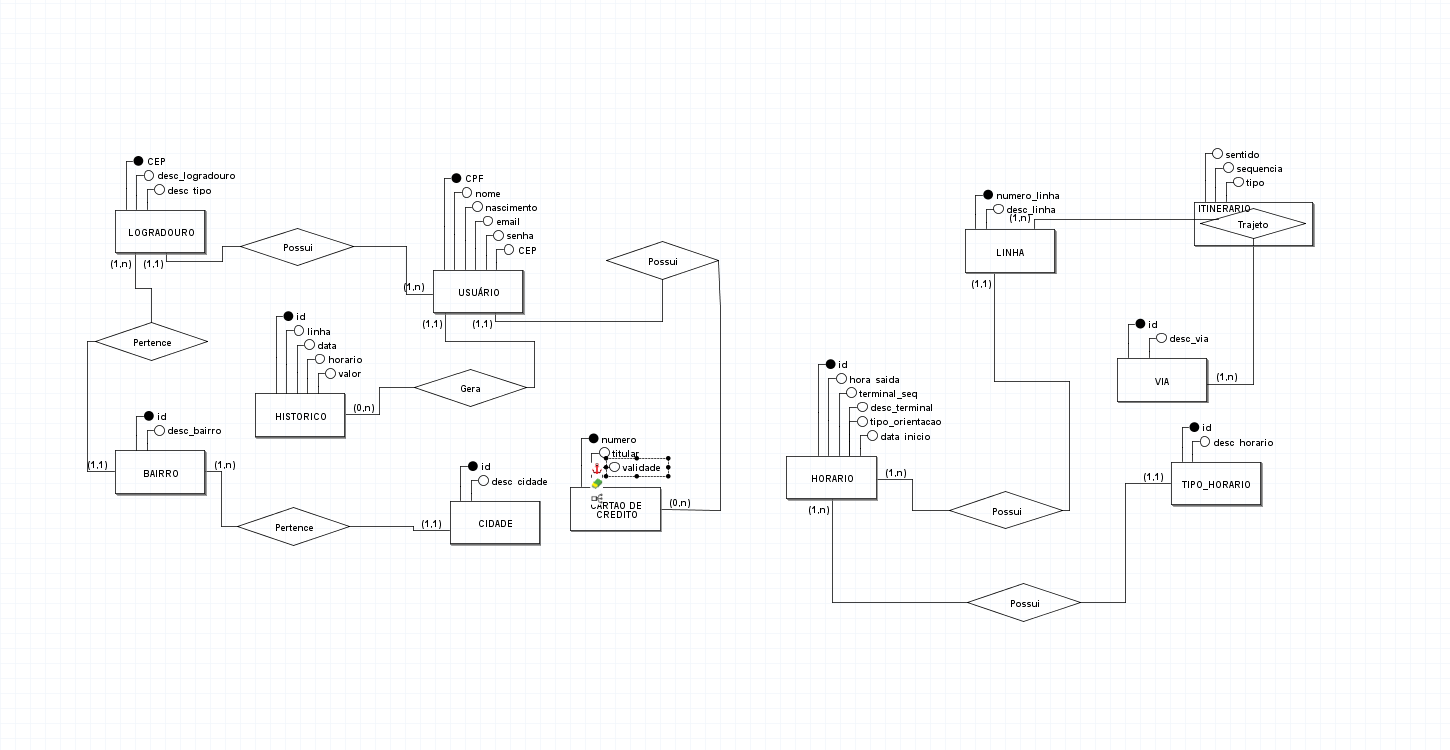 CEP
desc_logradouro
desc tipo
LOGRADOURO
(1,n)
(1,1)
Possui
CPF
nome
nascimento
email
senha
CEP
(1,n)
USUÁRIO
(1,1)
(1,1)
Possui
Pertence
id
linha
data
horario
valor
HISTORICO
(0,n)
Gera
id
desc_bairro
(1,1)
BAIRRO
(1,n)
Pertence
id
desc cidade
(1,1)
CIDADE
numero
titular
validade
CARTAO DE
CREDITO
(0,n)
numero_linha
desc_linha
(1,n)
LINHA
(1,1)
sentido
sequencia
tipo
ITINERARIO
Trajeto
id
desc_via
VIA
(1,n)
id
hora saida
terminal_seq
desc_terminal
tipo_orientacao
data inicio
HORARIO
(1,n)
(1,n)
Possui
id
desc horario
(1,1)
TIPO_HORARIO
Possui